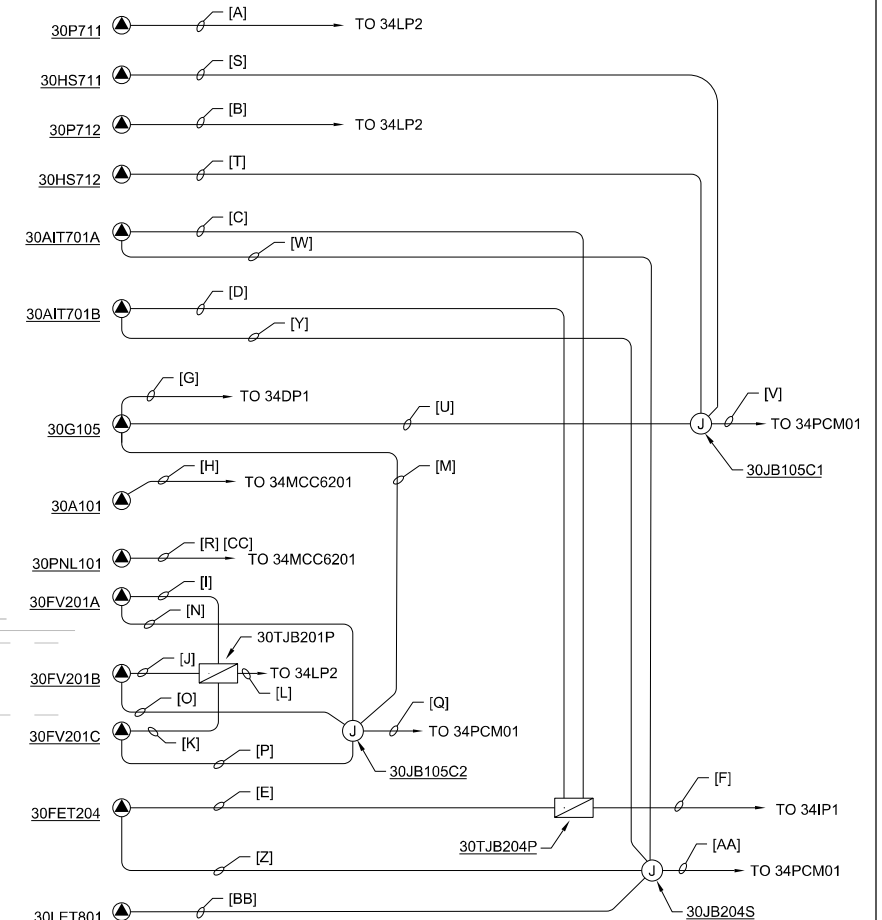 30P711
[A]
TO 34LP2
30HS711
[S]
30P712
[B]
TO 34LP2
30HS712
[T]
30AIT701A
[C]
[W]
30AIT701B
[D]
[Y]
[G]
TO 34DP1
30G105
[U]
J
[V]
TO 34PCM01
30JB105C1
[M]
30A101
[H]
TO 34MCC6201
30PNL101
[R] [CC]
TO 34MCC6201
30FV201A
[I]
[N]
30TJB201P
30FV201B
[J]
TO 34LP2
[L]
[O]
30FV201C
[K]
J
[Q]
TO 34PCM01
[P]
30JB105C2
30FET204
[E]
[F]
TO 34IP1
30TJB204P
[Z]
J
[AA]
TO 34PCM01
30JB204S
30LET801
[BB]